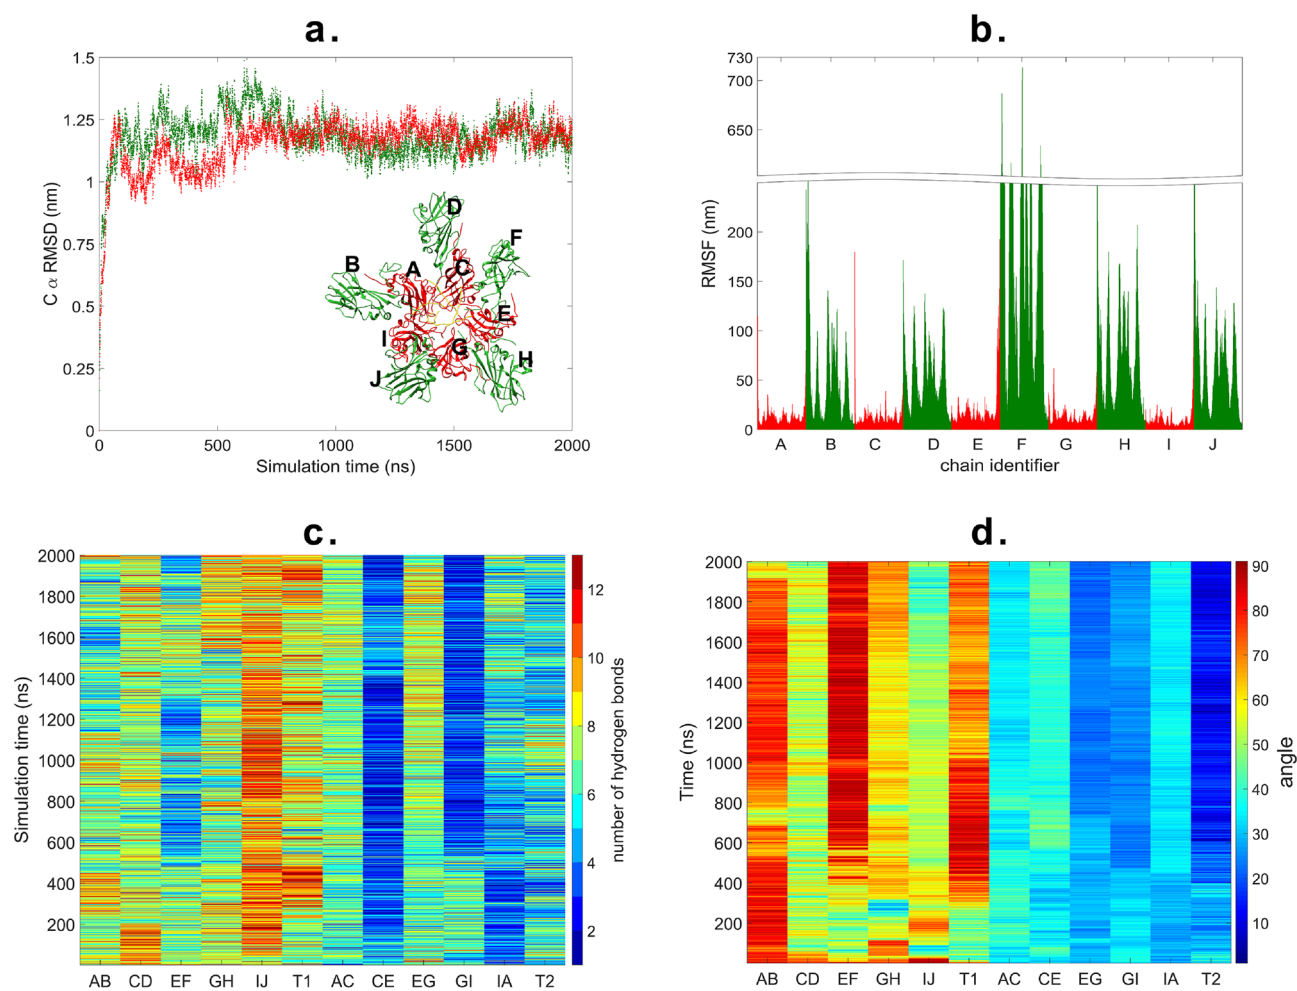 a.
1.5
1.25
1
0.75
0.5
0.25
0
C α RMSD (nm)
0 500 1000 1500 2000
Simulation time (ns)
D
F
B
A
C
E
I
G
H
J
b.
730
700
650
200
150
100
50
0
RMSF (nm)
A B C D E F G H I J
chain identifier
c.
2000
1800
1600
1400
1200
1000
800
600
400
200
Simulation time (ns)
AB CD EF GH IJ T1 AC CE EG GI IA T2
12
10
8
6
4
2
number of hydrogen bonds
d.
2000
1800
1600
1400
1200
1000
800
600
400
200
Time (ns)
AB CD EF GH IJ T1 AC CE EG GI IA T2
90
80
70
60
50
40
30
20
10
angle